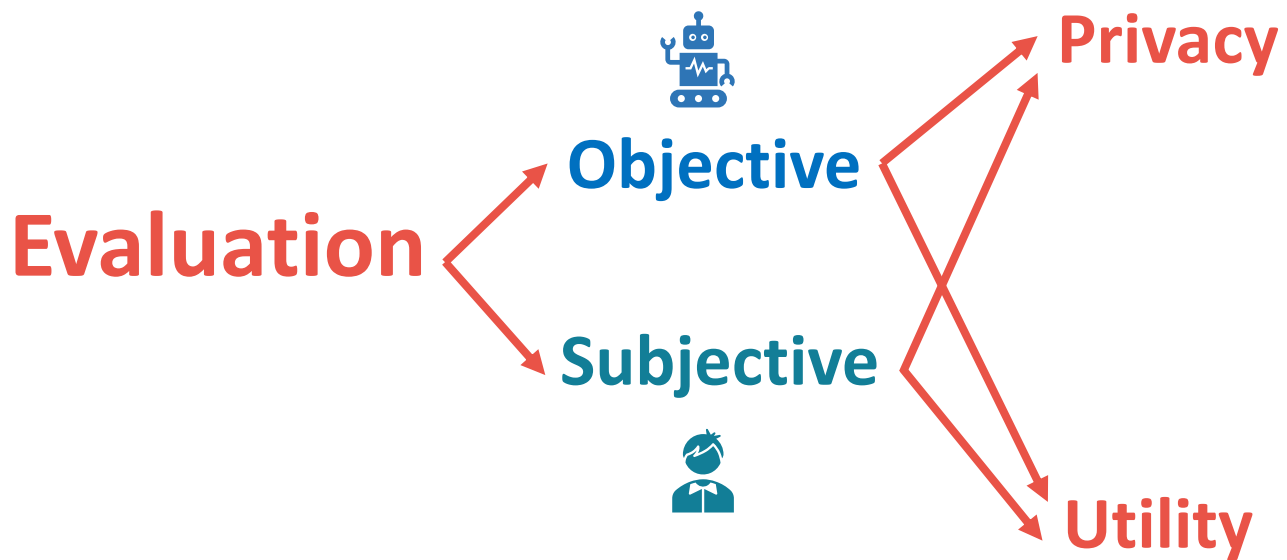 Evaluation
Objective
Subjective
Privacy
Utility